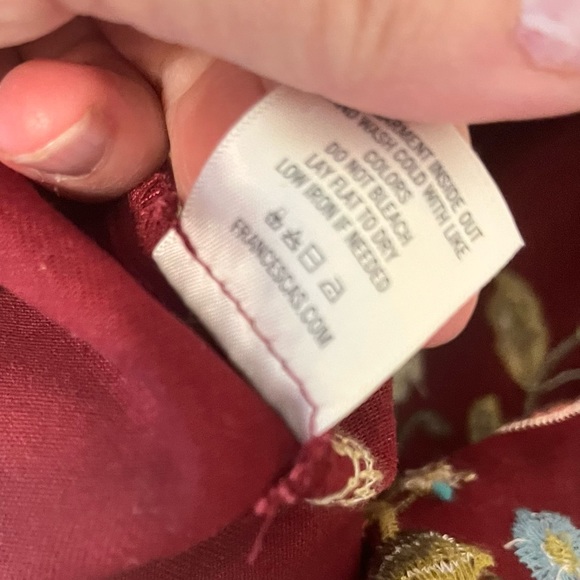 GARMENT INSIDE OUT
WASH COLD WITH LIKE
COLORS
DO NOT BLEACH
LAY FLAT TO DRY
LOW IRON IF NEEDED
FRANCESCAS.COM